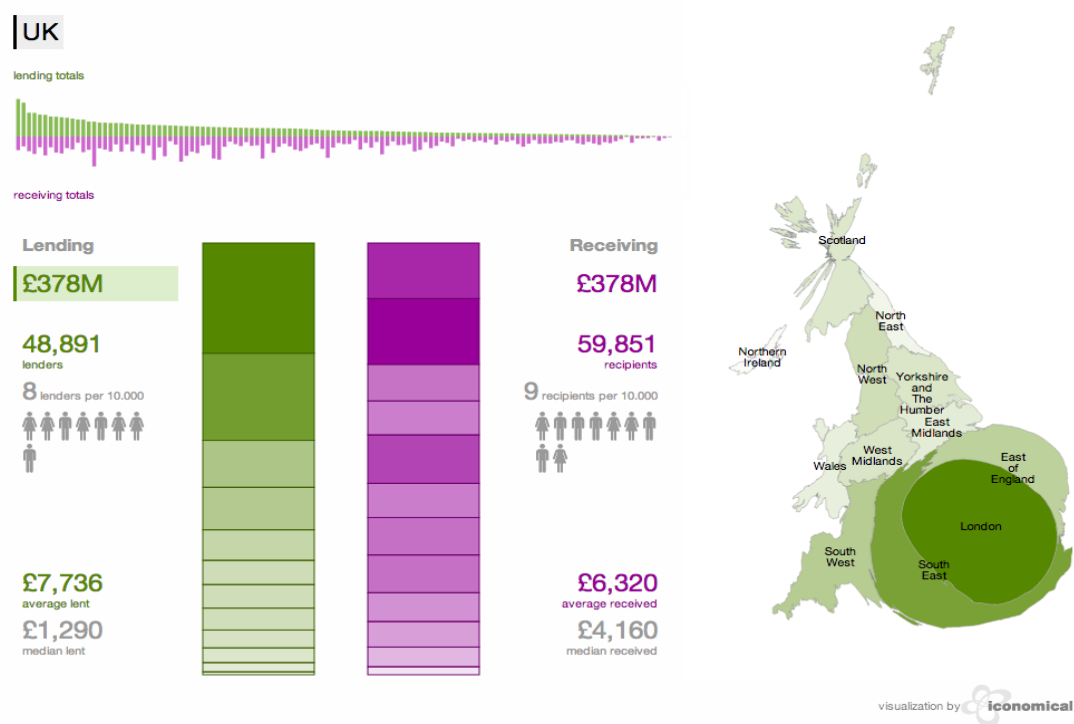 UK
lending totals
receiving totals
Lending
£378M
48,891
lenders
8 lenders per 10.000
£7,736
average lent
£1,290
median lent
Receiving
£378M
59,851
recipients
9 recipients per 10.000
£6,320
average received
£4,160
median received
Scotland
North
East
Northern
Ireland
North
West
Yorkshire
and
The
Humber
East
Midlands
West
Midlands
Wales
East
of
England
London
South
West
South
East
visualization by iconomical